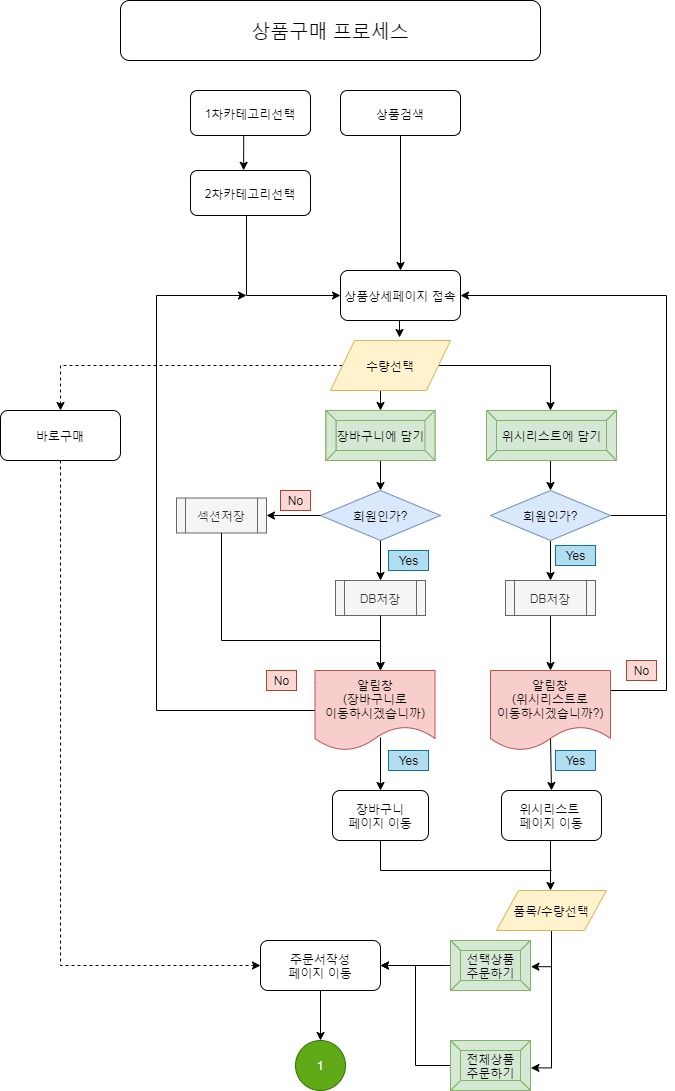 상품구매 프로세스
1차카테고리선택
상품검색
2차카테고리선택
상품상세페이지 접속
수량선택
바로구매
장바구니에 담기
위시리스트에 담기
섹션저장
No
회원인가?
회원인가?
Yes
Yes
DB저장
DB저장
No
알림창
(장바구니로
이동하시겠습니까)
알림창
(위시리스트로
이동하시겠습니까?)
No
Yes
Yes
장바구니
페이지 이동
위시리스트
페이지 이동
품목/수량선택
주문서작성
페이지 이동
선택상품
주문하기
1
전체상품
주문하기